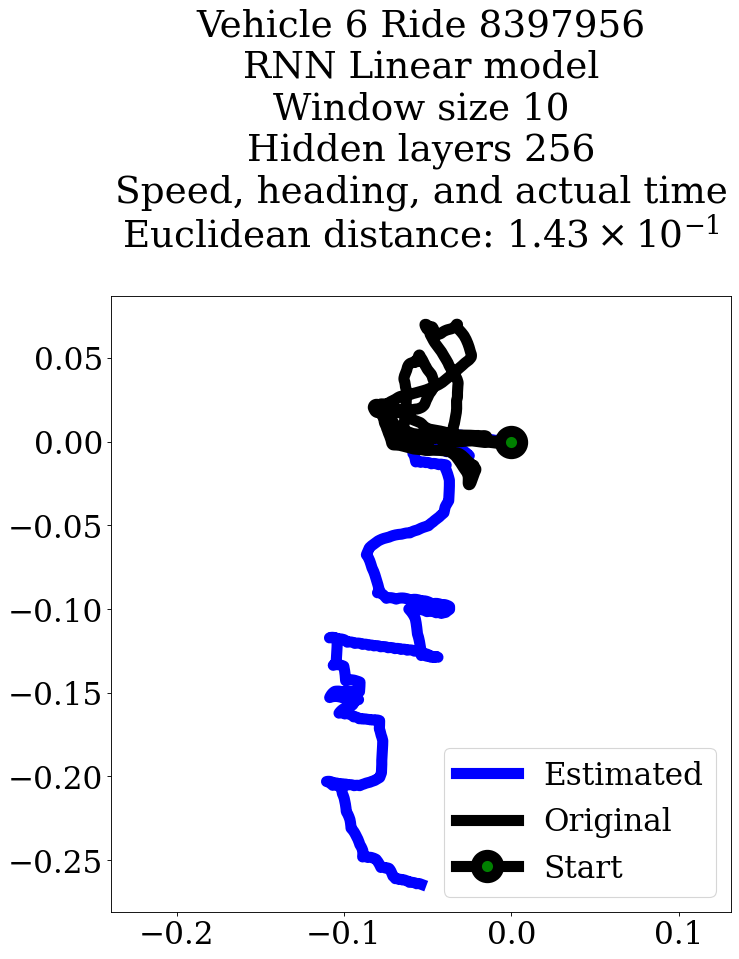 Vehicle 6 Ride 8397956
RNN Linear model
Window size 10
Hidden layers 256
Speed, heading, and actual time
Euclidean distance: 1.43 × 10⁻¹
0.05
0.00
−0.05
−0.10
−0.15
−0.20
−0.25
Estimated
Original
Start
−0.2 −0.1 0.0 0.1